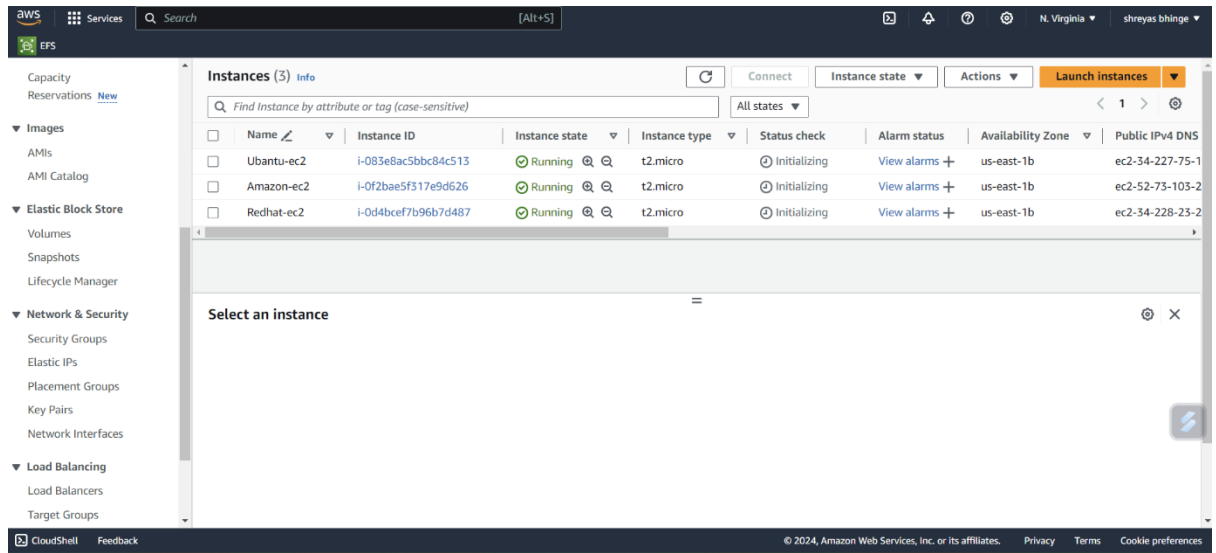 aws Services Search [Alt+S] N. Virginia shreyas bhinge
EFS
Capacity
Reservations New
Images
AMIs
AMI Catalog
Elastic Block Store
Volumes
Snapshots
Lifecycle Manager
Network & Security
Security Groups
Elastic IPs
Placement Groups
Key Pairs
Network Interfaces
Load Balancing
Load Balancers
Target Groups
Instances (3) Info Connect Instance state Actions Launch instances
Find Instance by attribute or tag (case-sensitive) All states 1
Name Instance ID Instance state Instance type Status check Alarm status Availability Zone Public IPv4 DNS
Ubantu-ec2 i-083e8ac5bbc84c513 Running t2.micro Initializing View alarms + us-east-1b ec2-34-227-75-1
Amazon-ec2 i-0f2bae5f317e9d626 Running t2.micro Initializing View alarms + us-east-1b ec2-52-73-103-2
Redhat-ec2 i-0d4bcef7b96b7d487 Running t2.micro Initializing View alarms + us-east-1b ec2-34-228-23-2
Select an instance
CloudShell Feedback © 2024, Amazon Web Services, Inc. or its affiliates. Privacy Terms Cookie preferences